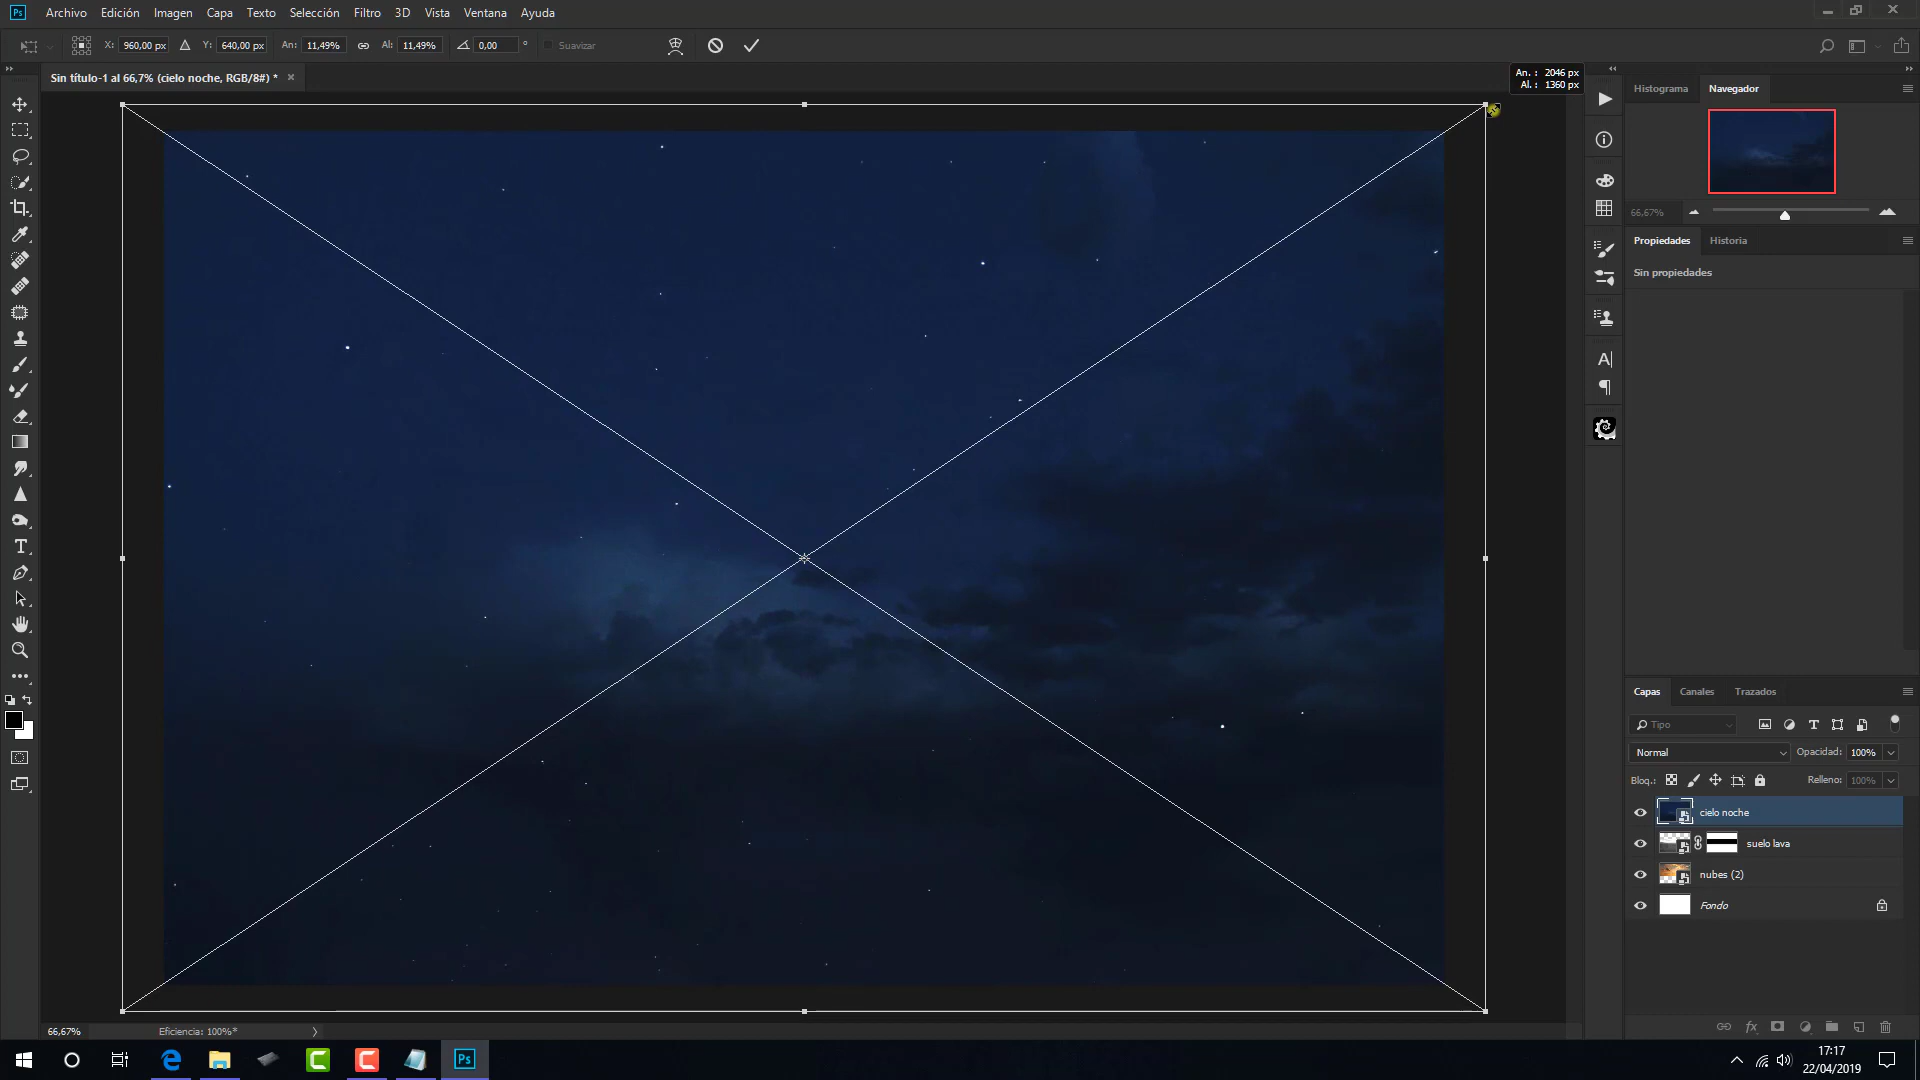 Ps Archivo Edición Imagen Capa Texto Selección Filtro 3D Vista Ventana Ayuda
X: 960,00 px Y: 640,00 px An: 11,49% Al: 11,49% 0,00 ° Suavizar
Sin título-1 al 66,7% (cielo noche, RGB/8#) * ×
An. : 2046 px
Al. : 1360 px
Histograma Navegador
66,67%
Propiedades Historia
Sin propiedades
Capas Canales Trazados
Tipo
Normal Opacidad: 100%
Bloq.: Relleno: 100%
cielo noche
suelo lava
nubes (2)
Fondo
66,67% Eficiencia: 100%*
Ps
17:17
22/04/2019